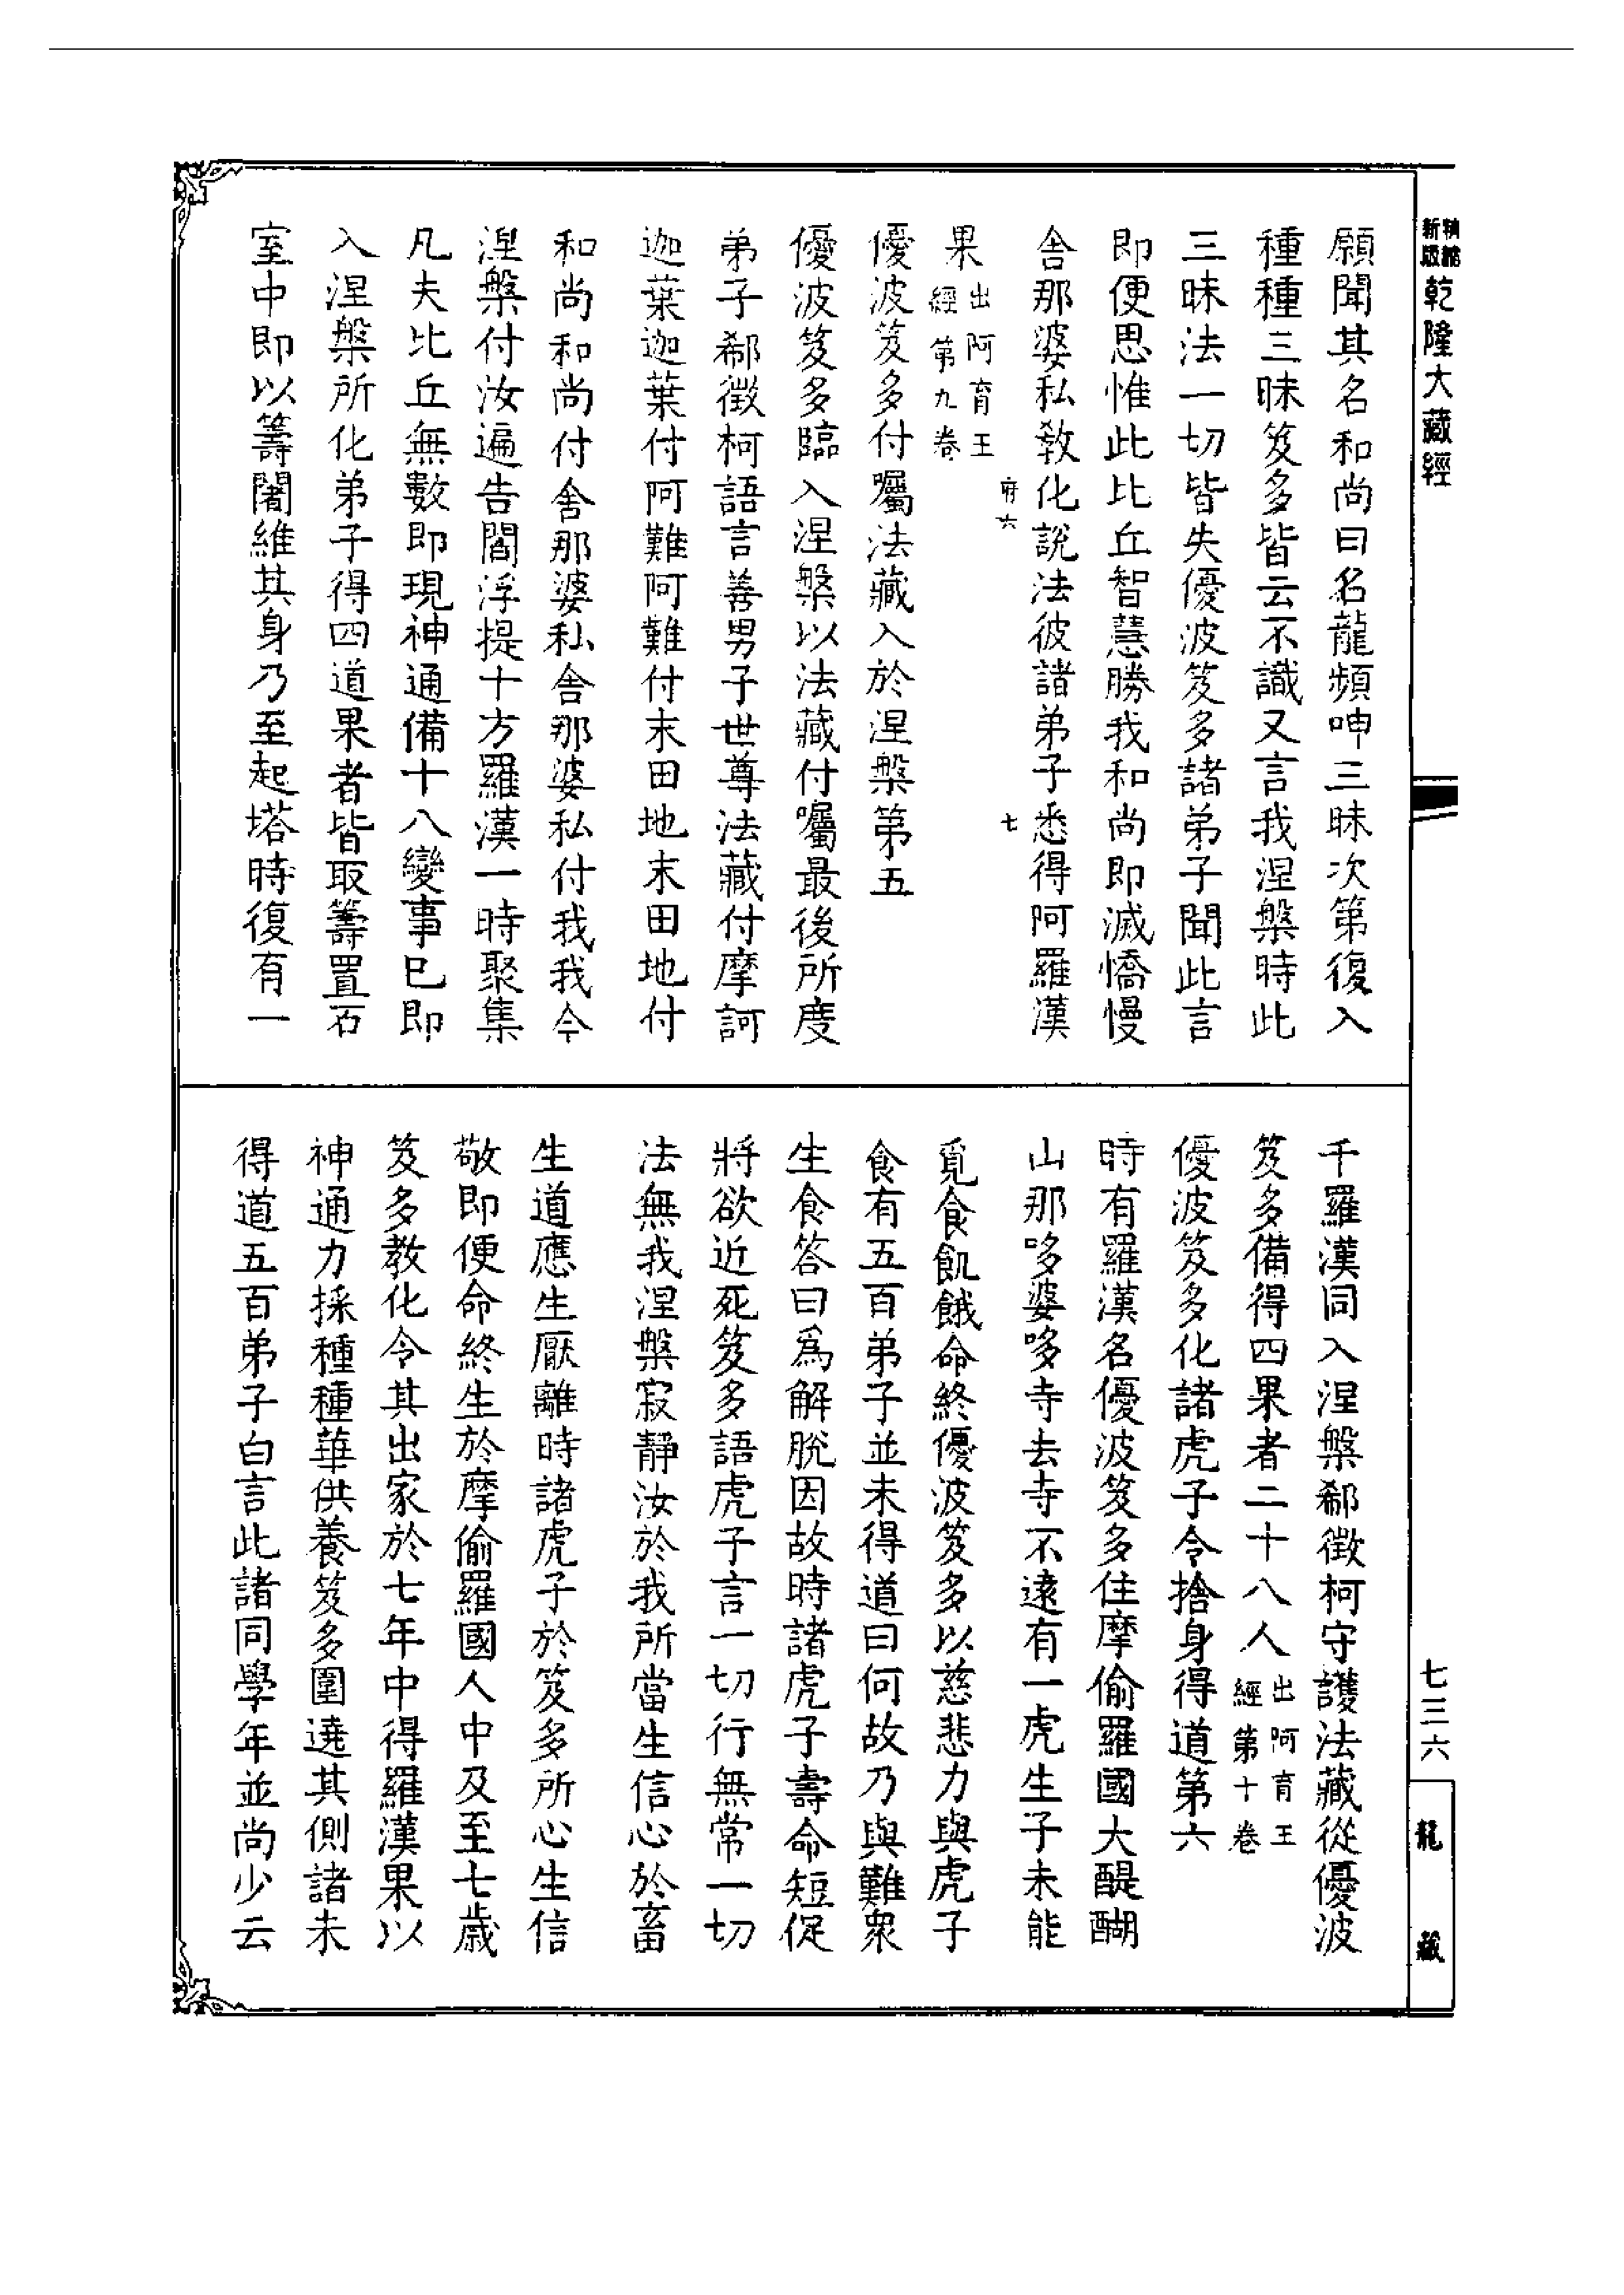 新編縮版乾隆大藏經
願聞其名和尚曰名龍頻呻三昧次第復入
種種三昧笈多皆云不識又言我涅槃時此
三昧法一切皆失優波笈多諸弟子聞此言
即便思惟此比丘智慧勝我和尚即滅憍慢
舍那婆私教化說法彼諸弟子悉得阿羅漢
府六 七
果出阿育王經第九卷
優波笈多付囑法藏入於涅槃第五
優波笈多臨入涅槃以法藏付囑最後所度
弟子郗徵柯語言善男子世尊法藏付摩訶
迦葉迦葉付阿難阿難付末田地末田地付
和尚和尚付舍那婆私舍那婆私付我我今
涅槃付汝遍告閻浮提十方羅漢一時聚集
凡夫比丘無數即現神通備十八變事已即
入涅槃所化弟子得四道果者皆取籌置石
室中即以籌闍維其身乃至起塔時復有一
千羅漢同入涅槃郗徵柯守護法藏從優波
笈多備得四果者二十八人出阿育王經第十卷
優波笈多化諸虎子令捨身得道第六
時有羅漢名優波笈多住摩偷羅國大醍醐
山那哆婆哆寺去寺不遠有一虎生子未能
覓食飢餓命終優波笈多以慈悲力與虎子
食有五百弟子並未得道曰何故乃與難眾
生食答曰為解脫因故時諸虎子壽命短促
將欲近死笈多語虎子言一切行無常一切
法無我涅槃寂靜汝於我所當生信心於畜
生道應生厭離時諸虎子於笈多所心生信
敬即便命終生於摩偷羅國人中及至七歲
笈多教化令其出家於七年中得羅漢果以
神通力採種種華供養笈多圍遶其側諸未
得道五百弟子白言此諸同學年並尚少云
七三六
龍藏